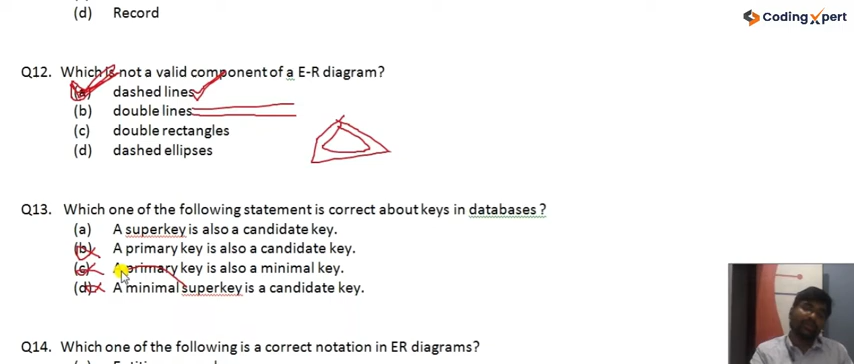 (d) Record
Coding Xpert
Q12. Which is not a valid component of a E-R diagram?
(a) dashed lines
(b) double lines
(c) double rectangles
(d) dashed ellipses
Q13. Which one of the following statement is correct about keys in databases ?
(a) A superkey is also a candidate key.
(b) A primary key is also a candidate key.
(c) A primary key is also a minimal key.
(d) A minimal superkey is a candidate key.
Q14. Which one of the following is a correct notation in ER diagrams?